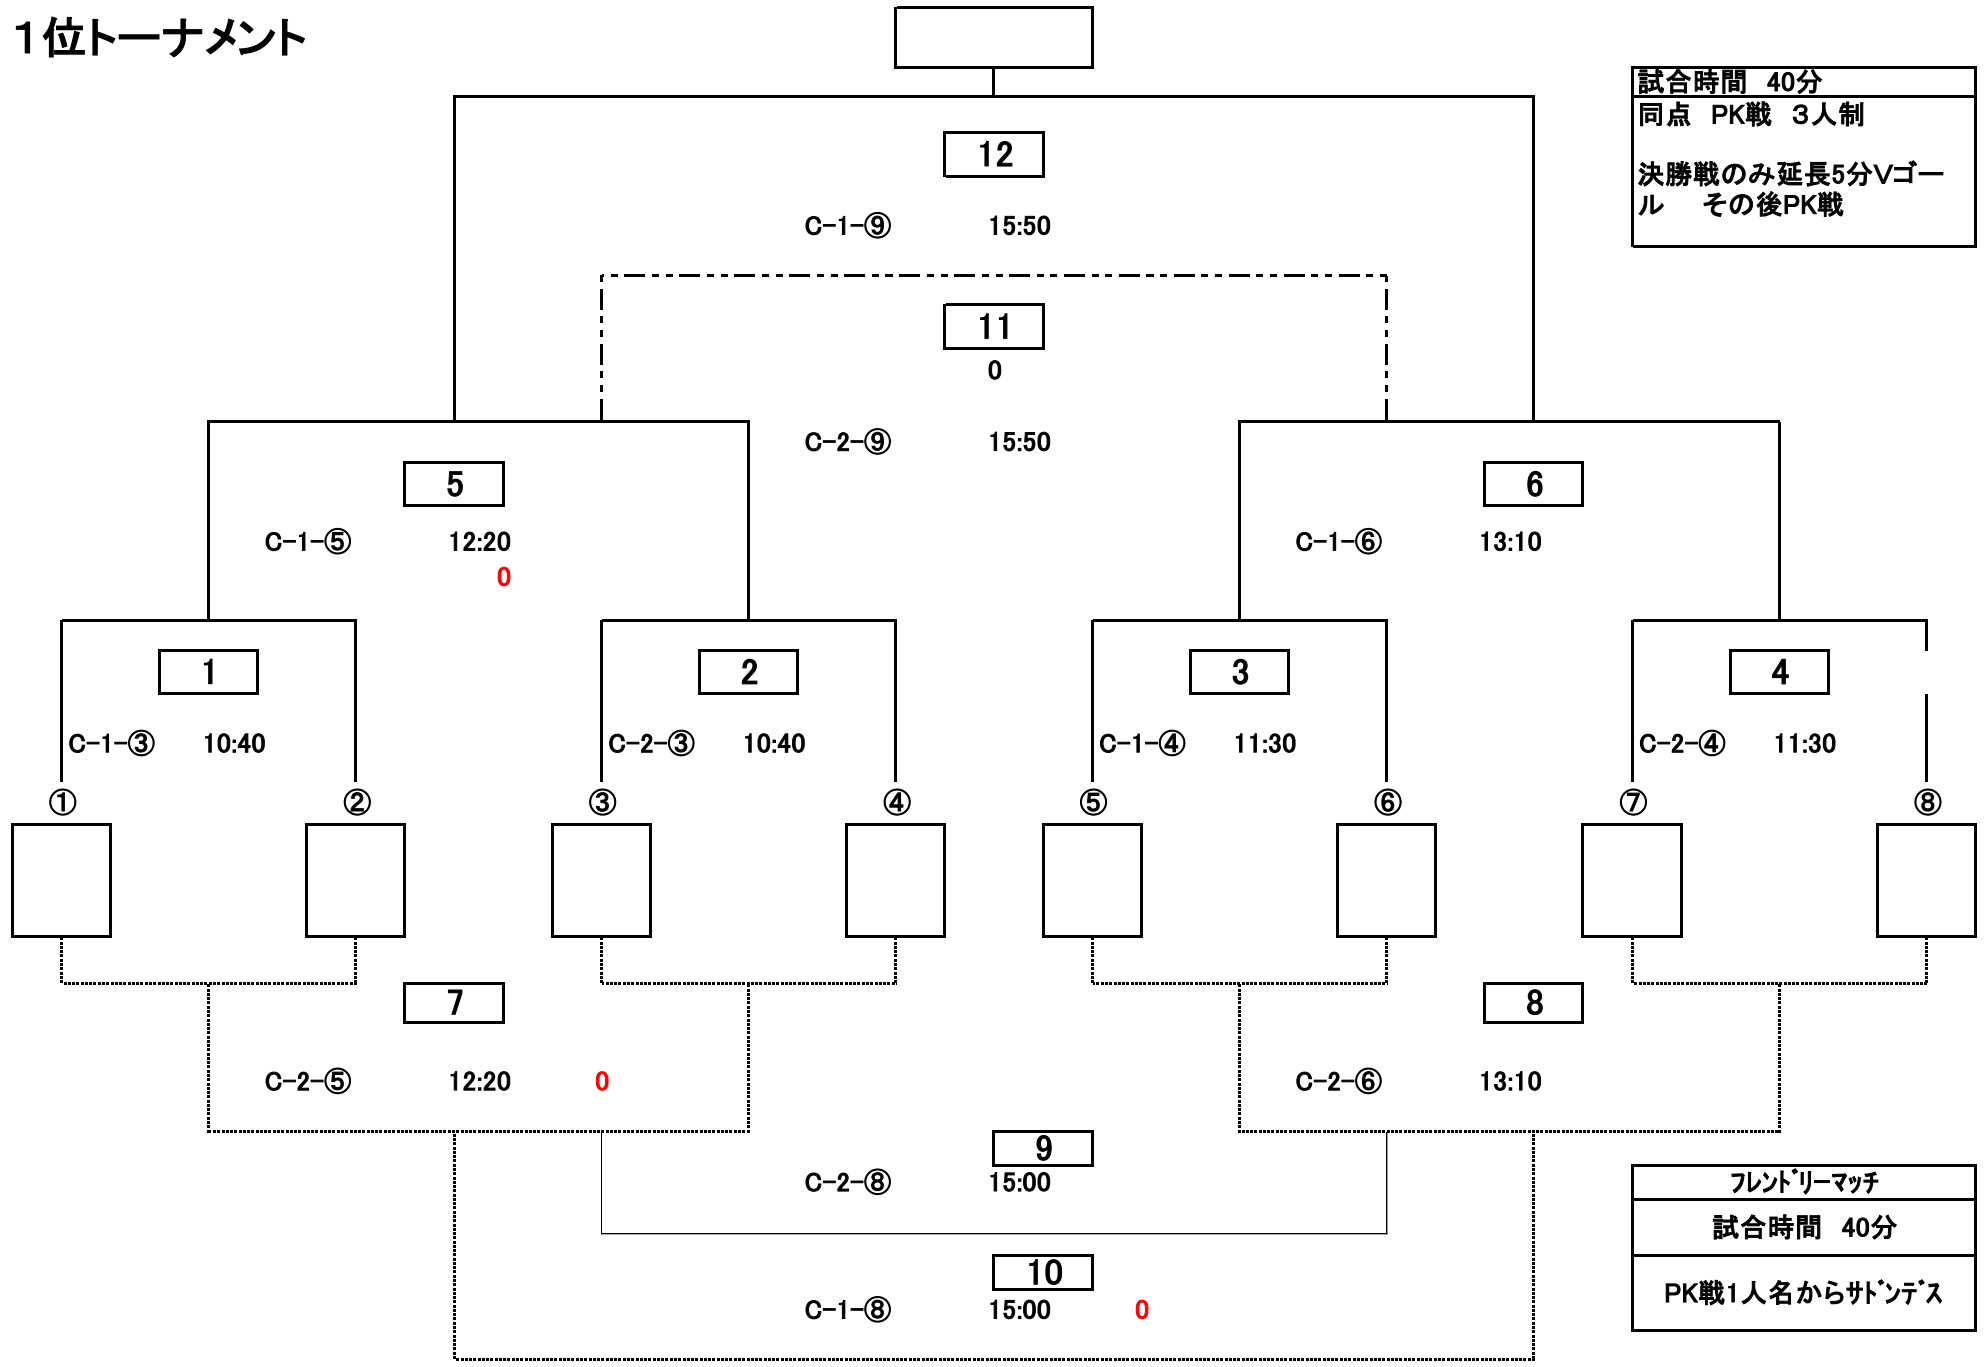 1位トーナメント
試合時間　40分
同点　PK戦　3人制
決勝戦のみ延長5分Vゴー
ル　その後PK戦
12
C-1-⑨ 15:50
11
0
C-2-⑨ 15:50
5
6
C-1-⑤ 12:20
C-1-⑥ 13:10
0
1
2
3
4
C-1-③ 10:40
C-2-③ 10:40
C-1-④ 11:30
C-2-④ 11:30
① ② ③ ④ ⑤ ⑥ ⑦ ⑧
7
8
C-2-⑤ 12:20 0
C-2-⑥ 13:10
9
C-2-⑧ 15:00
10
C-1-⑧ 15:00 0
ﾌﾚﾝﾄﾞﾘｰﾏｯﾁ
試合時間　40分
PK戦1人名からｻﾄﾞﾝﾃﾞｽ